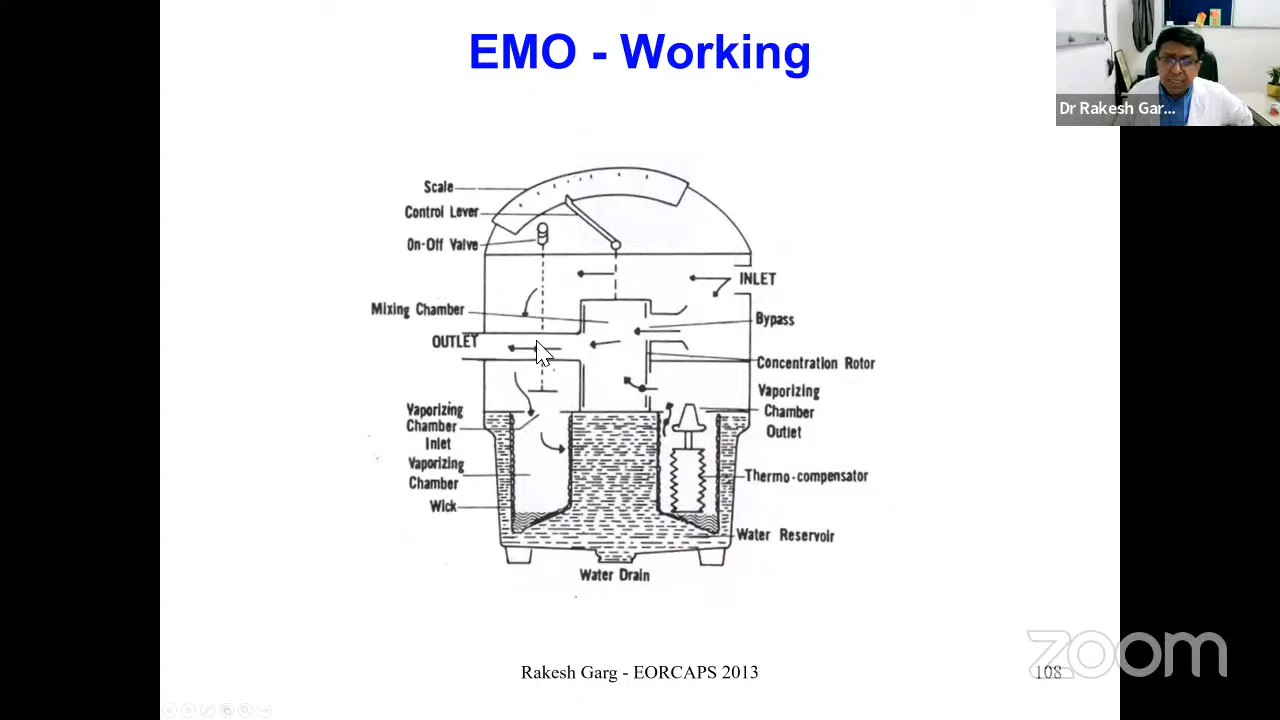 EMO - Working
Dr Rakesh Gar...
Scale
Control Lever
On-Off Valve
INLET
Mixing Chamber
Bypass
OUTLET
Concentration Rotor
Vaporizing
Chamber
Outlet
Vaporizing
Chamber
Inlet
Vaporizing
Chamber
Thermo-compensator
Wick
Water Reservoir
Water Drain
Rakesh Garg - EORCAPS 2013
108
zoom